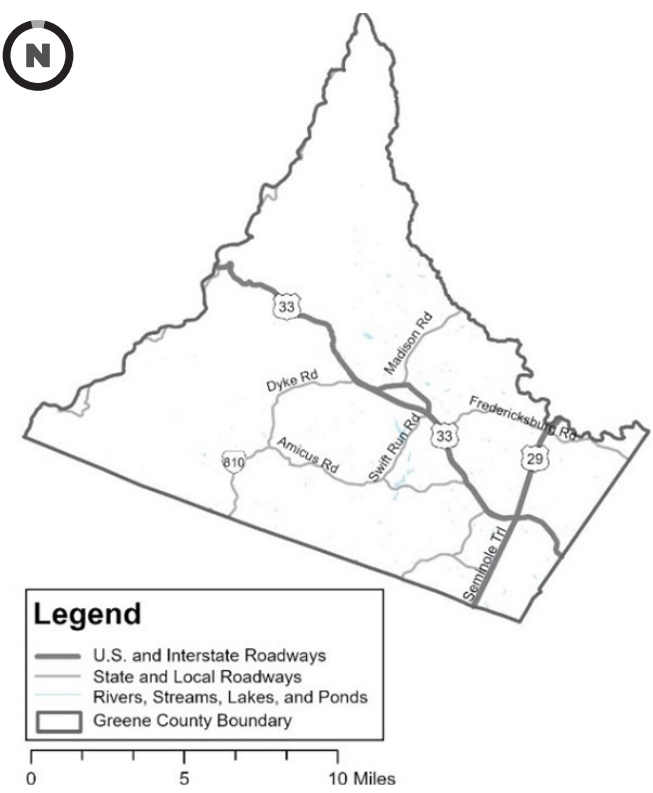 N
33
Madison Rd
Dyke Rd
Fredericksburg Rd
Swift Run Rd
33
Amicus Rd
810
29
Seminole Trl
Legend
U.S. and Interstate Roadways
State and Local Roadways
Rivers, Streams, Lakes, and Ponds
Greene County Boundary
0 5 10 Miles